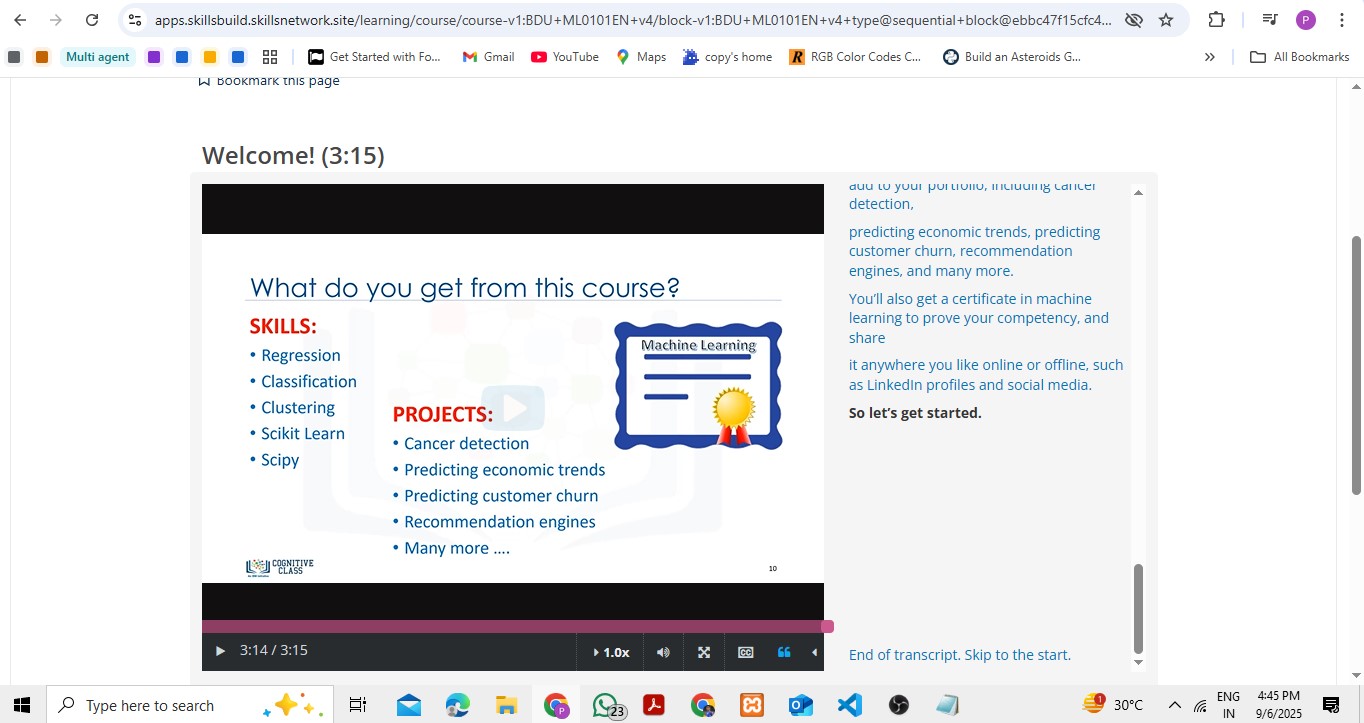 apps.skillsbuild.skillsnetwork.site/learning/course/course-v1:BDU+ML0101EN+v4/block-v1:BDU+ML0101EN+v4+type@sequential+block@ebbc47f15cfc4...
P
Multi agent
Get Started with Fo...
Gmail
YouTube
Maps
copy's home
R
RGB Color Codes C...
Build an Asteroids G...
»
All Bookmarks
Bookmark this page
Welcome! (3:15)
What do you get from this course?
SKILLS:
• Regression
• Classification
• Clustering
• Scikit Learn
• Scipy
PROJECTS:
• Cancer detection
• Predicting economic trends
• Predicting customer churn
• Recommendation engines
• Many more ....
Machine Learning
COGNITIVE
CLASS
10
3:14 / 3:15
1.0x
CC
add to your portfolio, including cancer
detection,
predicting economic trends, predicting
customer churn, recommendation
engines, and many more.
You’ll also get a certificate in machine
learning to prove your competency, and
share
it anywhere you like online or offline, such
as LinkedIn profiles and social media.
So let’s get started.
End of transcript. Skip to the start.
Type here to search
P
23
1
30°C
ENG
IN
4:45 PM
9/6/2025